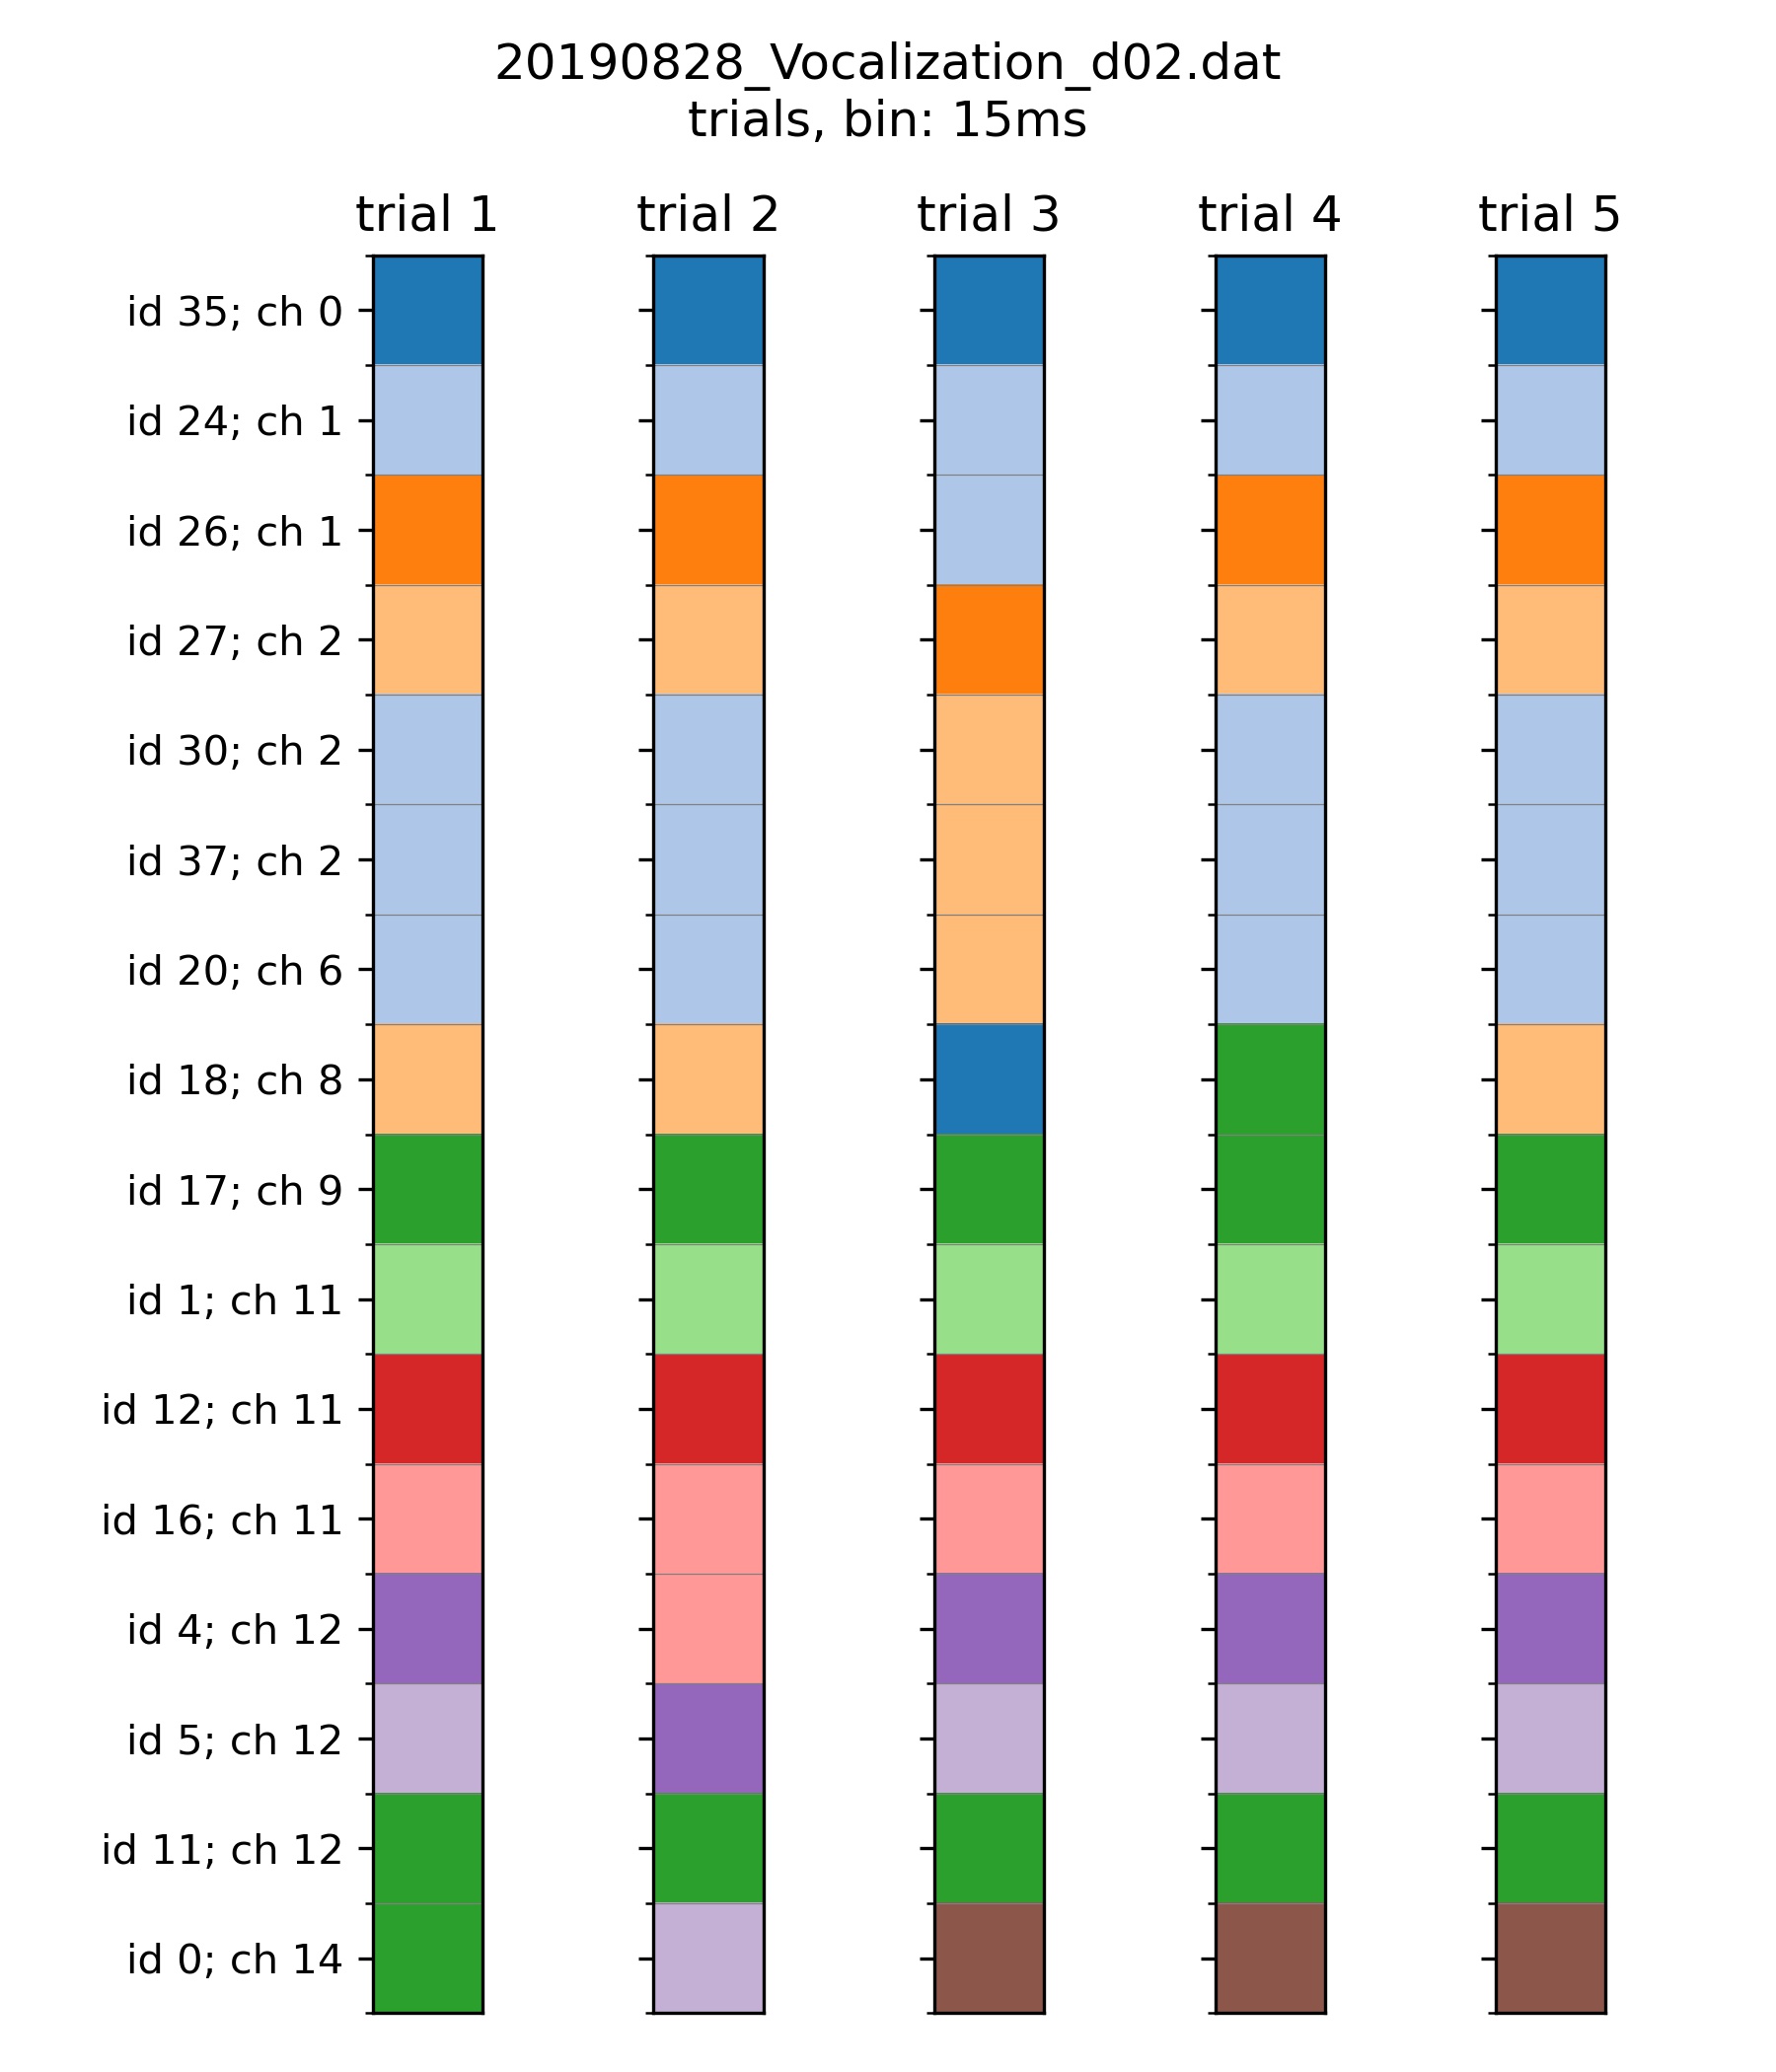 20190828_Vocalization_d02.dat
trials, bin: 15ms
trial 1 trial 2 trial 3 trial 4 trial 5
id 35; ch 0
id 24; ch 1
id 26; ch 1
id 27; ch 2
id 30; ch 2
id 37; ch 2
id 20; ch 6
id 18; ch 8
id 17; ch 9
id 1; ch 11
id 12; ch 11
id 16; ch 11
id 4; ch 12
id 5; ch 12
id 11; ch 12
id 0; ch 14